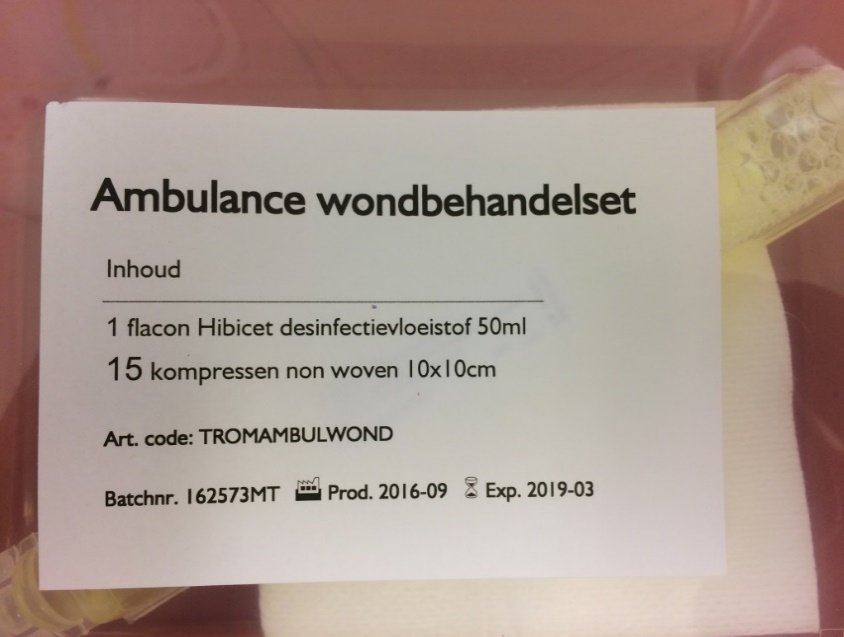 Ambulance wondbehandelset
Inhoud
1 flacon Hibicet desinfectievloeistof 50ml
15 kompressen non woven 10x10cm
Art. code: TROMAMBULWOND
Batchnr. 162573MT Prod. 2016-09 Exp. 2019-03